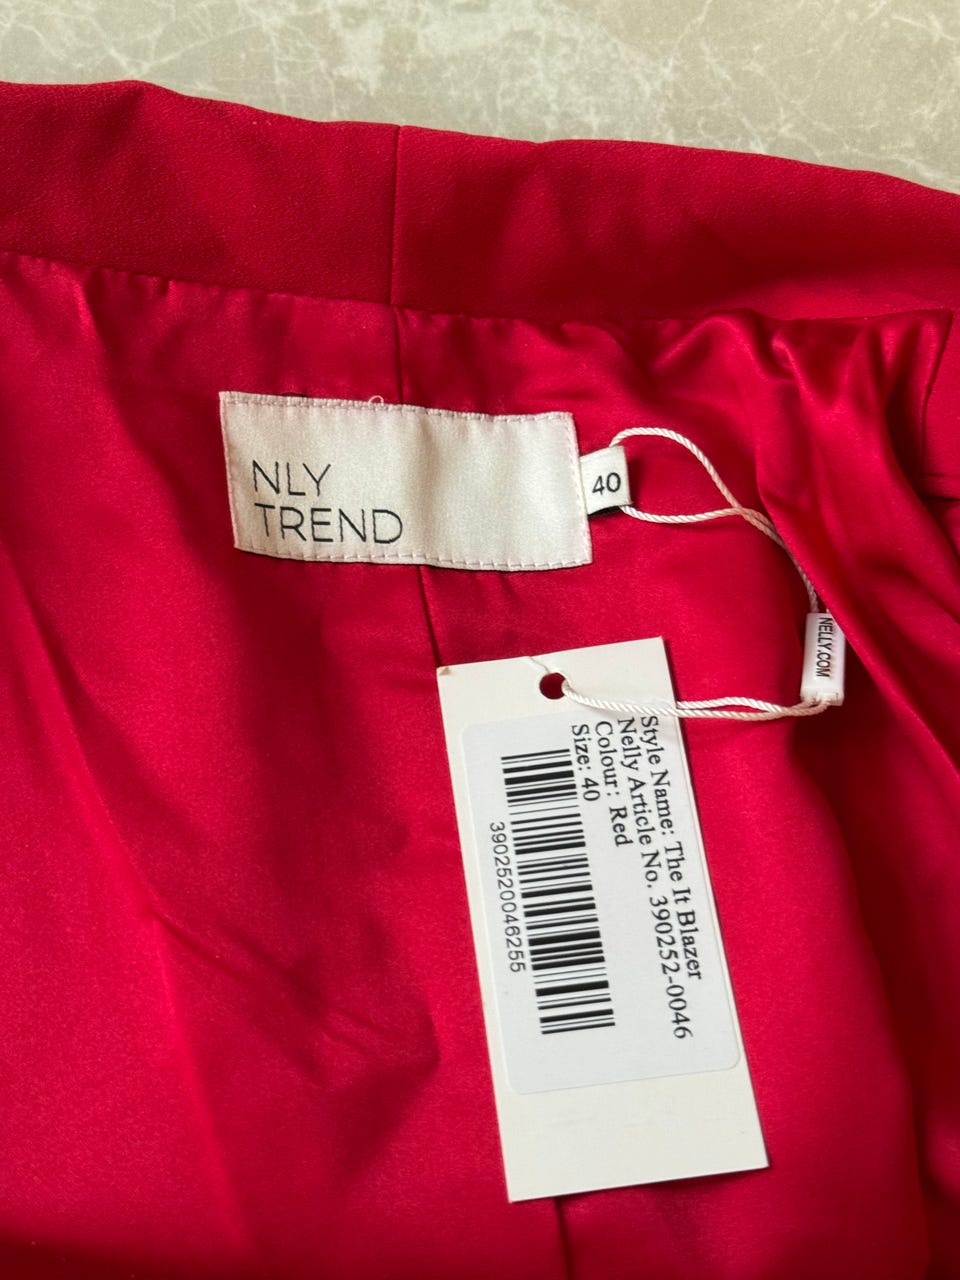 NLY
TREND
40
NELLY.COM
Style Name: The It Blazer
Nelly Article No. 390252-0046
Colour: Red
Size: 40
3902520046255